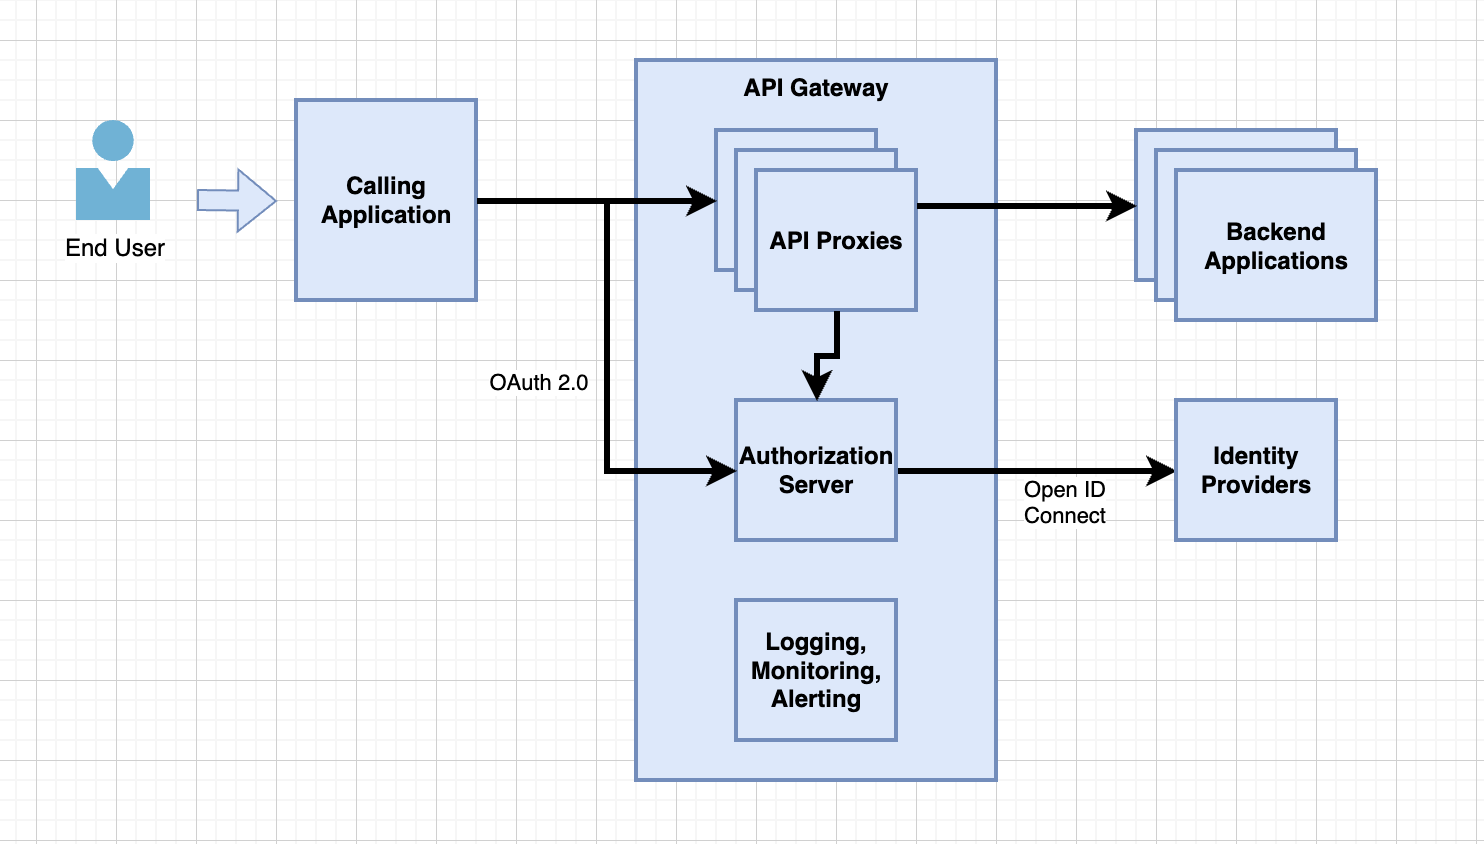 API Gateway
Calling
Application
API Proxies
Backend
Applications
End User
OAuth 2.0
Authorization
Server
Open ID
Connect
Identity
Providers
Logging,
Monitoring,
Alerting